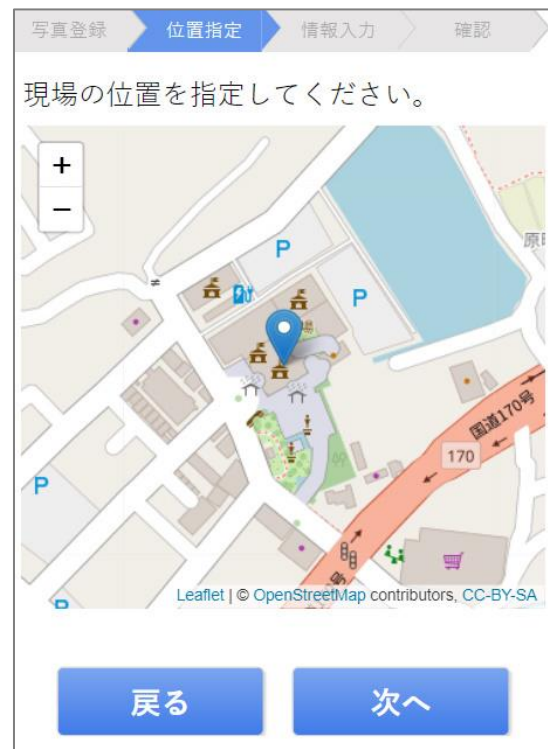 写真登録 位置指定 情報入力 確認
現場の位置を指定してください。
+
−
P
P
国道170号
170
P
P
Leaflet | © OpenStreetMap contributors, CC-BY-SA
戻る 次へ